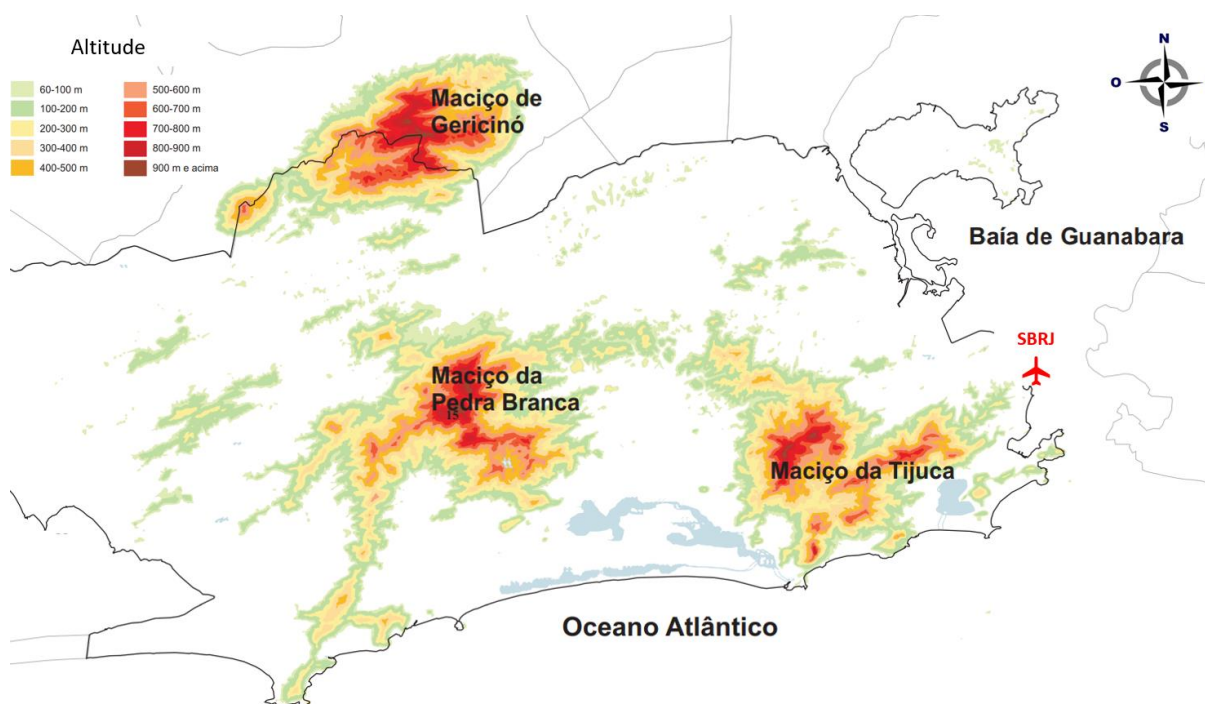 Altitude
60-100 m
100-200 m
200-300 m
300-400 m
400-500 m
500-600 m
600-700 m
700-800 m
800-900 m
900 m e acima
Maciço de
Gericinó
N
O
S
Baía de Guanabara
SBRJ
Maciço da
Pedra Branca
15
Maciço da Tijuca
Oceano Atlântico